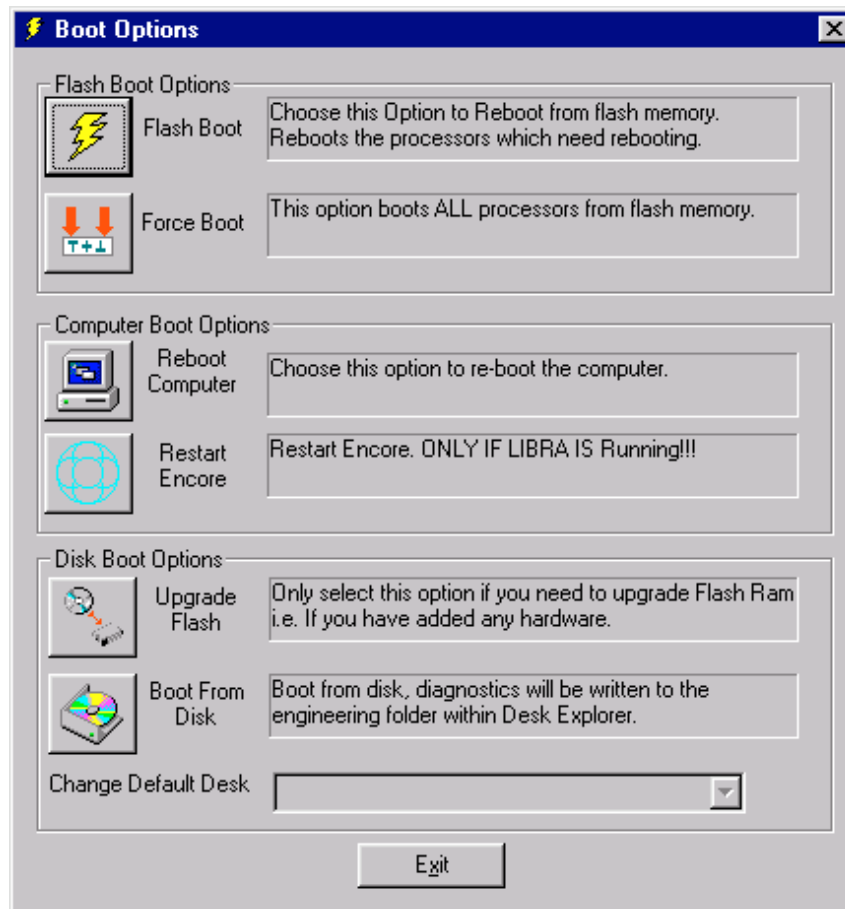 Boot Options
Flash Boot Options
Flash Boot
Choose this Option to Reboot from flash memory.
Reboots the processors which need rebooting.
Force Boot
This option boots ALL processors from flash memory.
Computer Boot Options
Reboot
Computer
Choose this option to re-boot the computer.
Restart
Encore
Restart Encore. ONLY IF LIBRA IS Running!!!
Disk Boot Options
Upgrade
Flash
Only select this option if you need to upgrade Flash Ram
i.e. If you have added any hardware.
Boot From
Disk
Boot from disk, diagnostics will be written to the
engineering folder within Desk Explorer.
Change Default Desk
Exit